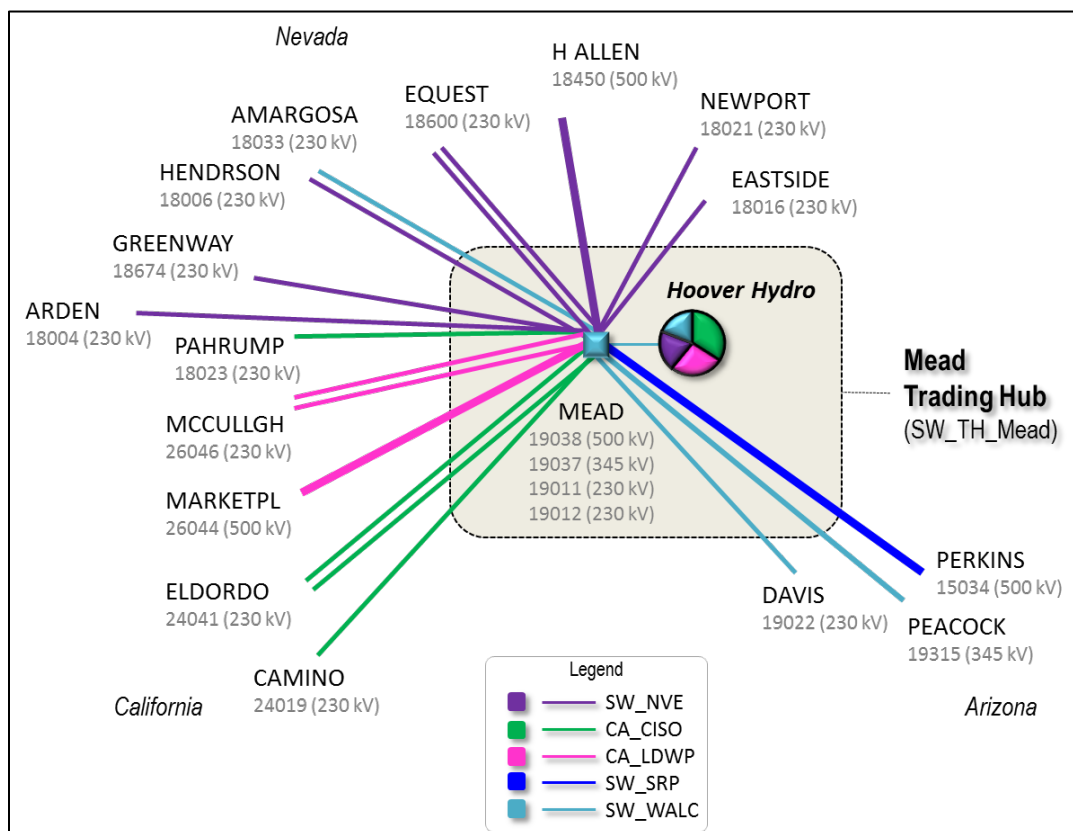 Nevada
H ALLEN
18450 (500 kV)
EQUEST
18600 (230 kV)
NEWPORT
18021 (230 kV)
AMARGOSA
18033 (230 kV)
HENDRSON
18006 (230 kV)
EASTSIDE
18016 (230 kV)
GREENWAY
18674 (230 kV)
Hoover Hydro
ARDEN
18004 (230 kV)
PAHRUMP
18023 (230 kV)
Mead
Trading Hub
(SW_TH_Mead)
MCCULLGH
26046 (230 kV)
MEAD
19038 (500 kV)
19037 (345 kV)
19011 (230 kV)
19012 (230 kV)
MARKETPL
26044 (500 kV)
ELDORDO
24041 (230 kV)
PERKINS
15034 (500 kV)
DAVIS
19022 (230 kV)
PEACOCK
19315 (345 kV)
CAMINO
24019 (230 kV)
California
Arizona
Legend
SW_NVE
CA_CISO
CA_LDWP
SW_SRP
SW_WALC